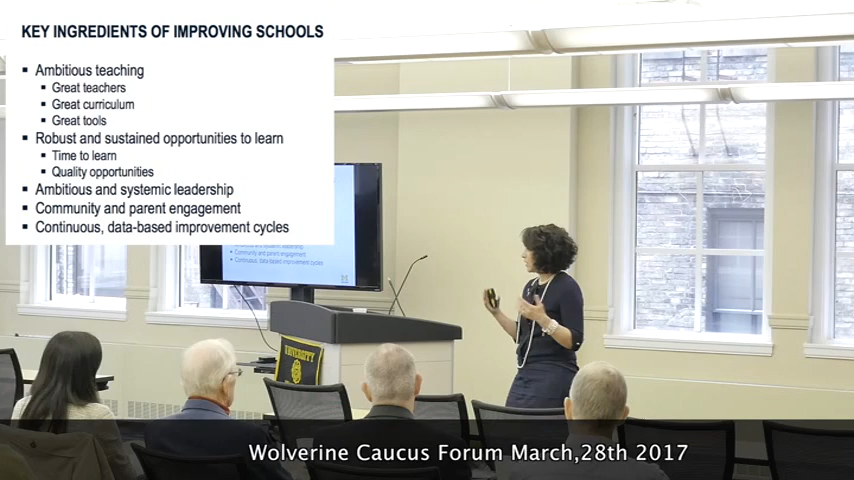 KEY INGREDIENTS OF IMPROVING SCHOOLS
▪ Ambitious teaching
▪ Great teachers
▪ Great curriculum
▪ Great tools
▪ Robust and sustained opportunities to learn
▪ Time to learn
▪ Quality opportunities
▪ Ambitious and systemic leadership
▪ Community and parent engagement
▪ Continuous, data-based improvement cycles
Community and parent engagement
Continuous, data-based improvement cycles
UNIVERSITY
Wolverine Caucus Forum March,28th 2017